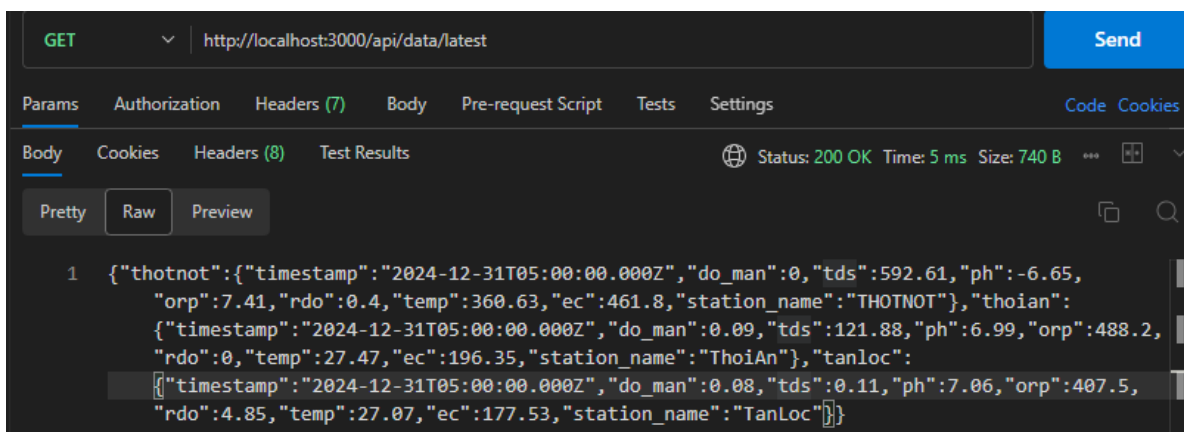 GET http://localhost:3000/api/data/latest Send
Params Authorization Headers (7) Body Pre-request Script Tests Settings Code Cookies
Body Cookies Headers (8) Test Results Status: 200 OK Time: 5 ms Size: 740 B
Pretty Raw Preview
1 {"thotnot":{"timestamp":"2024-12-31T05:00:00.000Z","do_man":0,"tds":592.61,"ph":-6.65,
"orp":7.41,"rdo":0.4,"temp":360.63,"ec":461.8,"station_name":"THOTNOT"},"thoian":
{"timestamp":"2024-12-31T05:00:00.000Z","do_man":0.09,"tds":121.88,"ph":6.99,"orp":488.2,
"rdo":0,"temp":27.47,"ec":196.35,"station_name":"ThoiAn"},"tanloc":
{"timestamp":"2024-12-31T05:00:00.000Z","do_man":0.08,"tds":0.11,"ph":7.06,"orp":407.5,
"rdo":4.85,"temp":27.07,"ec":177.53,"station_name":"TanLoc"}}